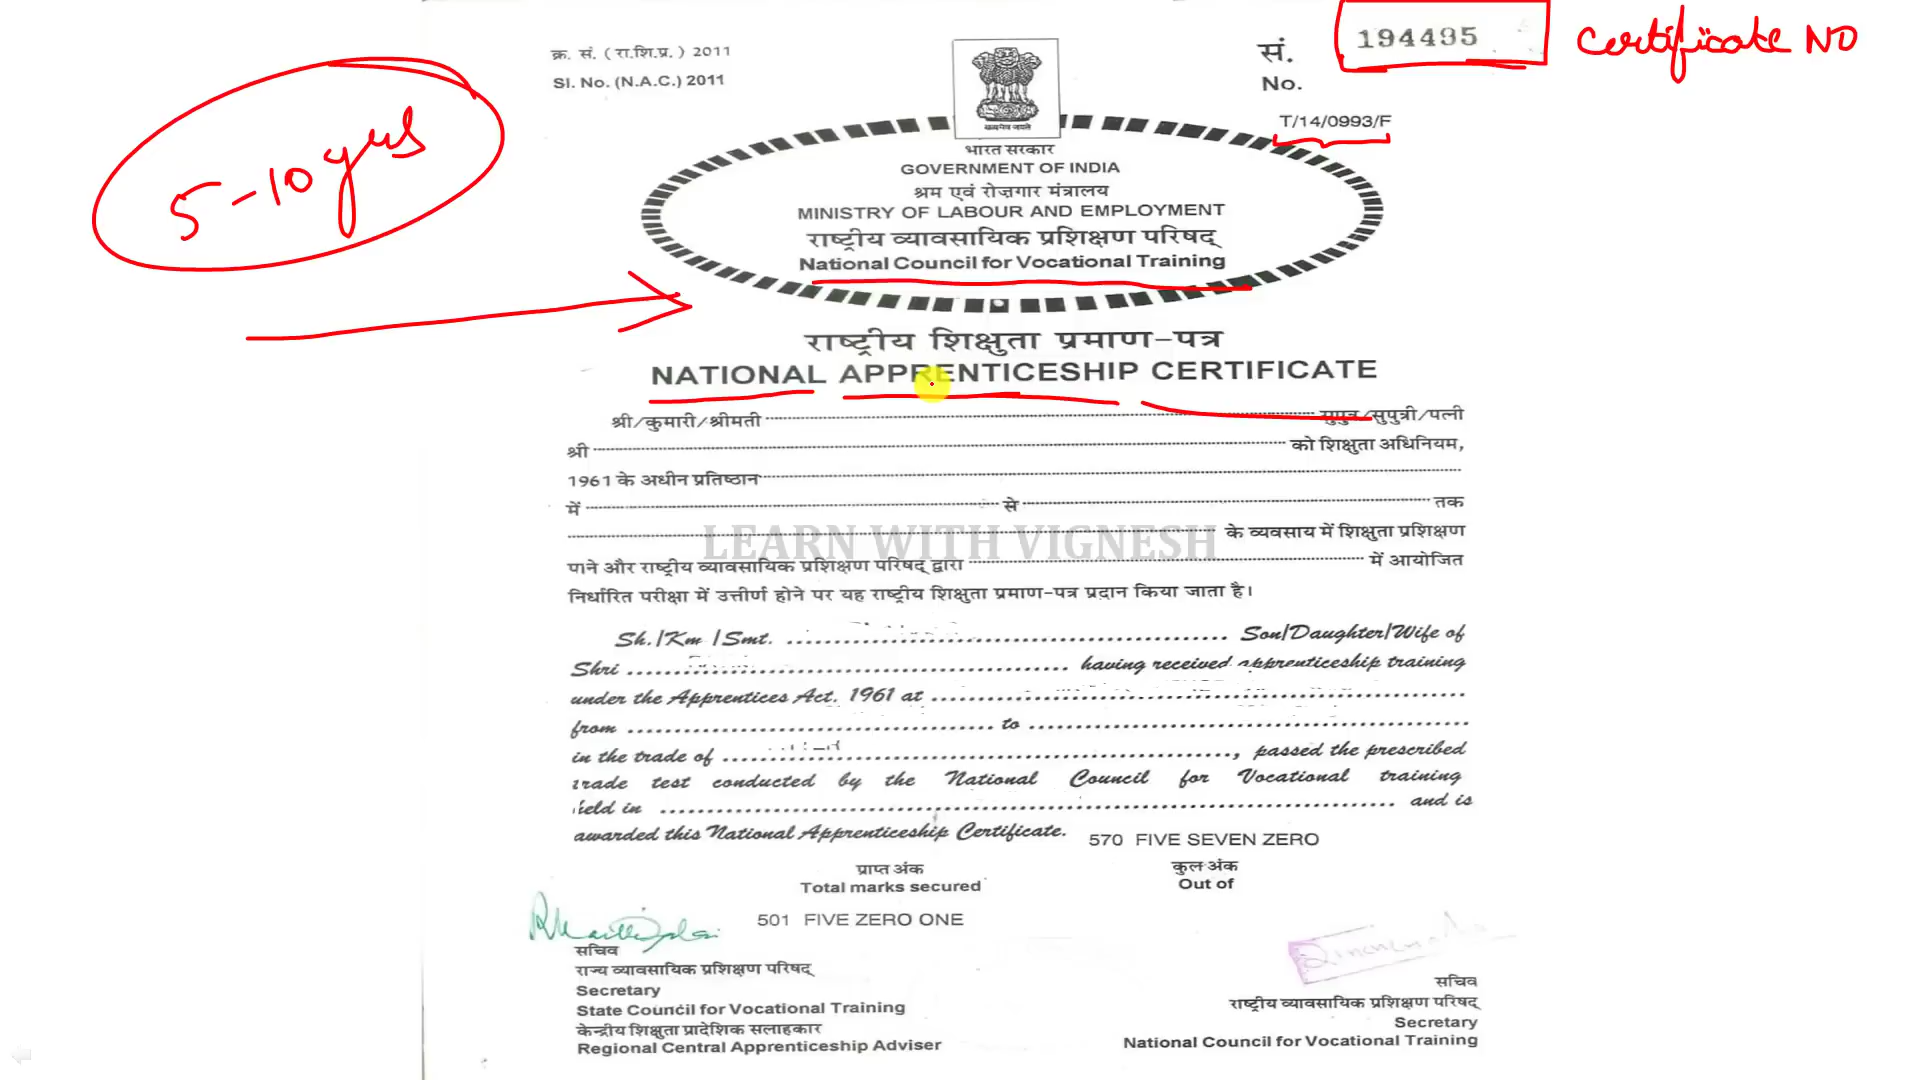 क्र. सं. (रा.शि.प्र.) 2011
Sl. No. (N.A.C.) 2011
सं.
No.
194495
certificate NO
T/14/0993/F
5-10 yrs
सत्यमेव जयते
भारत सरकार
GOVERNMENT OF INDIA
श्रम एवं रोज़गार मंत्रालय
MINISTRY OF LABOUR AND EMPLOYMENT
राष्ट्रीय व्यावसायिक प्रशिक्षण परिषद्
National Council for Vocational Training
राष्ट्रीय शिक्षुता प्रमाण-पत्र
NATIONAL APPRENTICESHIP CERTIFICATE
श्री/कुमारी/श्रीमती सुपुत्र/सुपुत्री/पत्नी
श्री को शिक्षुता अधिनियम,
1961 के अधीन प्रतिष्ठान
में से तक
के व्यवसाय में शिक्षुता प्रशिक्षण
LEARN WITH VIGNESH
पाने और राष्ट्रीय व्यावसायिक प्रशिक्षण परिषद् द्वारा में आयोजित
निर्धारित परीक्षा में उत्तीर्ण होने पर यह राष्ट्रीय शिक्षुता प्रमाण-पत्र प्रदान किया जाता है।
Sh./Km /Smt. Son/Daughter/Wife of
Shri having received apprenticeship training
under the Apprentices Act. 1961 at
from to
in the trade of , passed the prescribed
trade test conducted by the National Council for Vocational training
held in and is
awarded this National Apprenticeship Certificate.
570 FIVE SEVEN ZERO
प्राप्त अंक
Total marks secured
कुल अंक
Out of
501 FIVE ZERO ONE
सचिव
राज्य व्यावसायिक प्रशिक्षण परिषद्
Secretary
State Council for Vocational Training
केन्द्रीय शिक्षुता प्रादेशिक सलाहकार
Regional Central Apprenticeship Adviser
सचिव
राष्ट्रीय व्यावसायिक प्रशिक्षण परिषद्
Secretary
National Council for Vocational Training